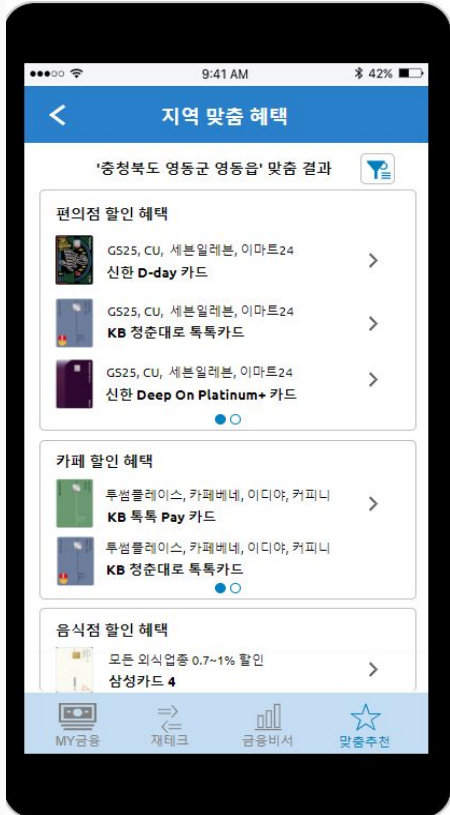 9:41 AM
42%
지역 맞춤 혜택
'충청북도 영동군 영동읍' 맞춤 결과
편의점 할인 혜택
GS25, CU, 세븐일레븐, 이마트24
신한 D-day 카드
GS25, CU, 세븐일레븐, 이마트24
KB 청춘대로 톡톡카드
GS25, CU, 세븐일레븐, 이마트24
신한 Deep On Platinum+ 카드
카페 할인 혜택
투썸플레이스, 카페베네, 이디야, 커피니
KB 톡톡 Pay 카드
투썸플레이스, 카페베네, 이디야, 커피니
KB 청춘대로 톡톡카드
음식점 할인 혜택
모든 외식업종 0.7~1% 할인
삼성카드 4
MY금융
재테크
금융비서
맞춤추천